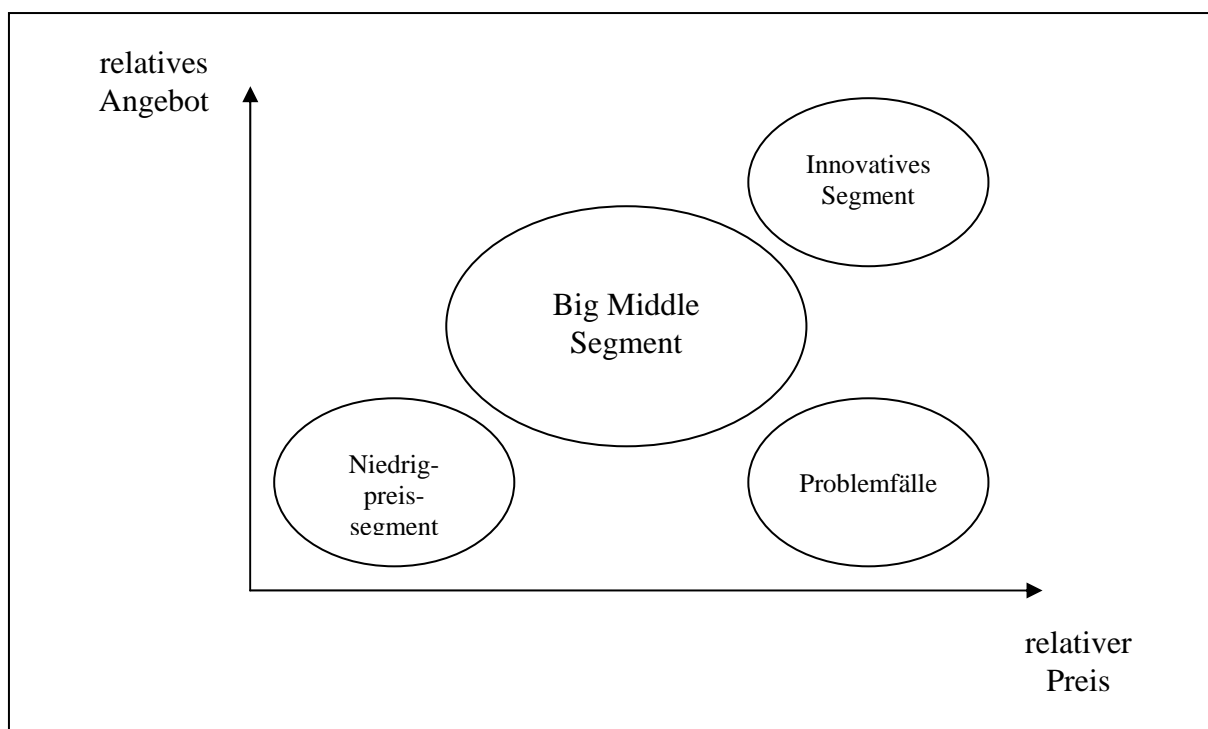 relatives
Angebot
Innovatives
Segment
Big Middle
Segment
Niedrig-
preis-
segment
Problemfälle
relativer
Preis